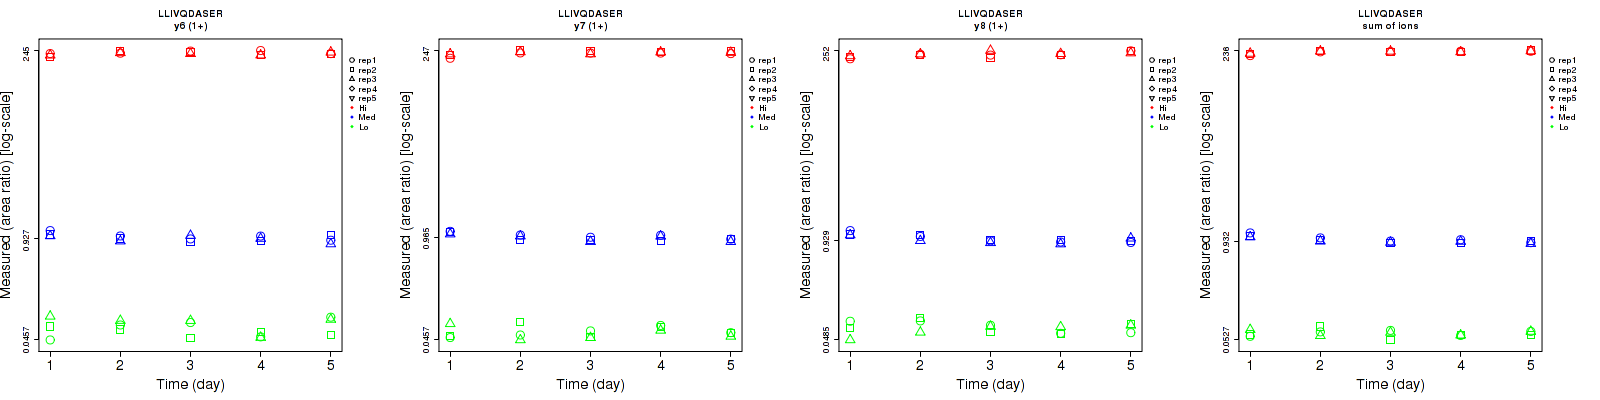 LLIVQDASER
y6 (1+)
Measured (area ratio) [log-scale]
245
0.927
0.0457
1 2 3 4 5
Time (day)
rep1
rep2
rep3
rep4
rep5
Hi
Med
Lo
LLIVQDASER
y7 (1+)
Measured (area ratio) [log-scale]
247
0.965
0.0457
1 2 3 4 5
Time (day)
rep1
rep2
rep3
rep4
rep5
Hi
Med
Lo
LLIVQDASER
y8 (1+)
Measured (area ratio) [log-scale]
252
0.929
0.0485
1 2 3 4 5
Time (day)
rep1
rep2
rep3
rep4
rep5
Hi
Med
Lo
LLIVQDASER
sum of ions
Measured (area ratio) [log-scale]
236
0.932
0.0527
1 2 3 4 5
Time (day)
rep1
rep2
rep3
rep4
rep5
Hi
Med
Lo